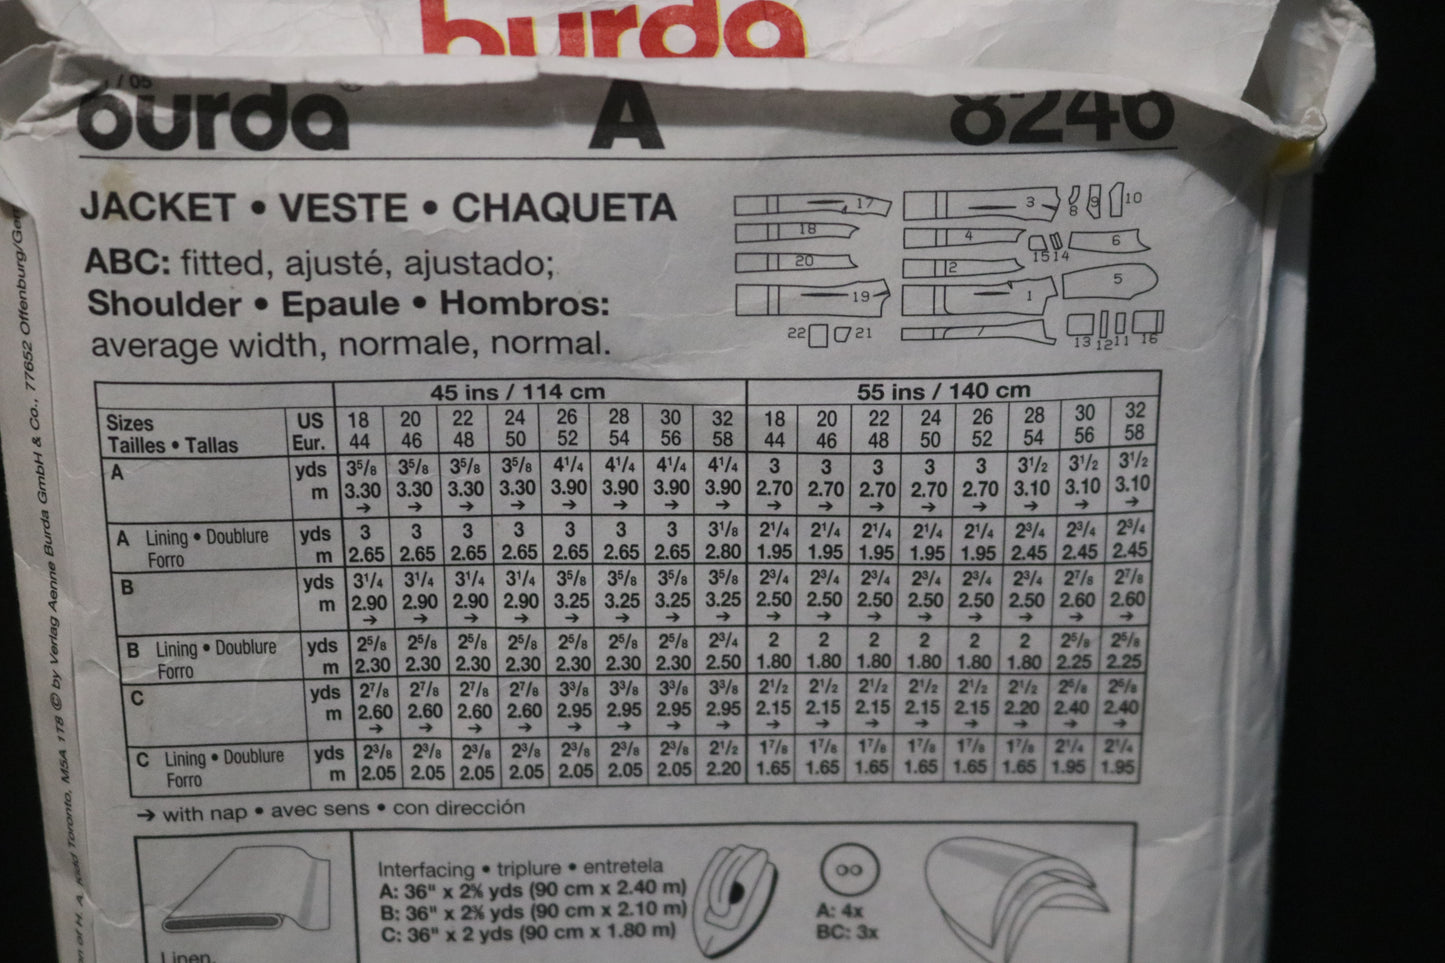 burda
/ 05
burda® A 8246
JACKET • VESTE • CHAQUETA
ABC: fitted, ajusté, ajustado;
Shoulder • Epaule • Hombros:
average width, normale, normal.
17 3 8 9 10
18 4 15 14 6
20 2 5
19 1
22 21 13 12 11 16
45 ins / 114 cm 55 ins / 140 cm
Sizes US 18 20 22 24 26 28 30 32 18 20 22 24 26 28 30 32
Tailles • Tallas Eur. 44 46 48 50 52 54 56 58 44 46 48 50 52 54 56 58
A yds 3⁵/₈ 3⁵/₈ 3⁵/₈ 3⁵/₈ 4¹/₄ 4¹/₄ 4¹/₄ 4¹/₄ 3 3 3 3 3 3¹/₂ 3¹/₂ 3¹/₂
m 3.30 3.30 3.30 3.30 3.90 3.90 3.90 3.90 2.70 2.70 2.70 2.70 2.70 3.10 3.10 3.10
→ → → → → → → → → → → → → → → →
A Lining • Doublure yds 3 3 3 3 3 3 3 3¹/₈ 2¹/₄ 2¹/₄ 2¹/₄ 2¹/₄ 2¹/₄ 2³/₄ 2³/₄ 2³/₄
Forro m 2.65 2.65 2.65 2.65 2.65 2.65 2.65 2.80 1.95 1.95 1.95 1.95 1.95 2.45 2.45 2.45
B yds 3¹/₄ 3¹/₄ 3¹/₄ 3¹/₄ 3⁵/₈ 3⁵/₈ 3⁵/₈ 3⁵/₈ 2³/₄ 2³/₄ 2³/₄ 2³/₄ 2³/₄ 2³/₄ 2⁷/₈ 2⁷/₈
m 2.90 2.90 2.90 2.90 3.25 3.25 3.25 3.25 2.50 2.50 2.50 2.50 2.50 2.50 2.60 2.60
→ → → → → → → → → → → → → → → →
B Lining • Doublure yds 2⁵/₈ 2⁵/₈ 2⁵/₈ 2⁵/₈ 2⁵/₈ 2⁵/₈ 2⁵/₈ 2³/₄ 2 2 2 2 2 2 2⁵/₈ 2⁵/₈
Forro m 2.30 2.30 2.30 2.30 2.30 2.30 2.30 2.50 1.80 1.80 1.80 1.80 1.80 1.80 2.25 2.25
C yds 2⁷/₈ 2⁷/₈ 2⁷/₈ 2⁷/₈ 3³/₈ 3³/₈ 3³/₈ 3³/₈ 2¹/₂ 2¹/₂ 2¹/₂ 2¹/₂ 2¹/₂ 2¹/₂ 2⁵/₈ 2⁵/₈
m 2.60 2.60 2.60 2.60 2.95 2.95 2.95 2.95 2.15 2.15 2.15 2.15 2.15 2.20 2.40 2.40
→ → → → → → → → → → → → → → → →
C Lining • Doublure yds 2³/₈ 2³/₈ 2³/₈ 2³/₈ 2³/₈ 2³/₈ 2³/₈ 2¹/₂ 1⁷/₈ 1⁷/₈ 1⁷/₈ 1⁷/₈ 1⁷/₈ 1⁷/₈ 2¹/₄ 2¹/₄
Forro m 2.05 2.05 2.05 2.05 2.05 2.05 2.05 2.20 1.65 1.65 1.65 1.65 1.65 1.65 1.95 1.95
→ with nap • avec sens • con dirección
Interfacing • triplure • entretela
A: 36" x 2⅝ yds (90 cm x 2.40 m)
B: 36" x 2⅜ yds (90 cm x 2.10 m)
C: 36" x 2 yds (90 cm x 1.80 m)
A: 4x
BC: 3x
Linen,
of H. A. Kidd Toronto, M5A 1T8 © by Verlag Aenne Burda GmbH & Co., 77652 Offenburg/Ger